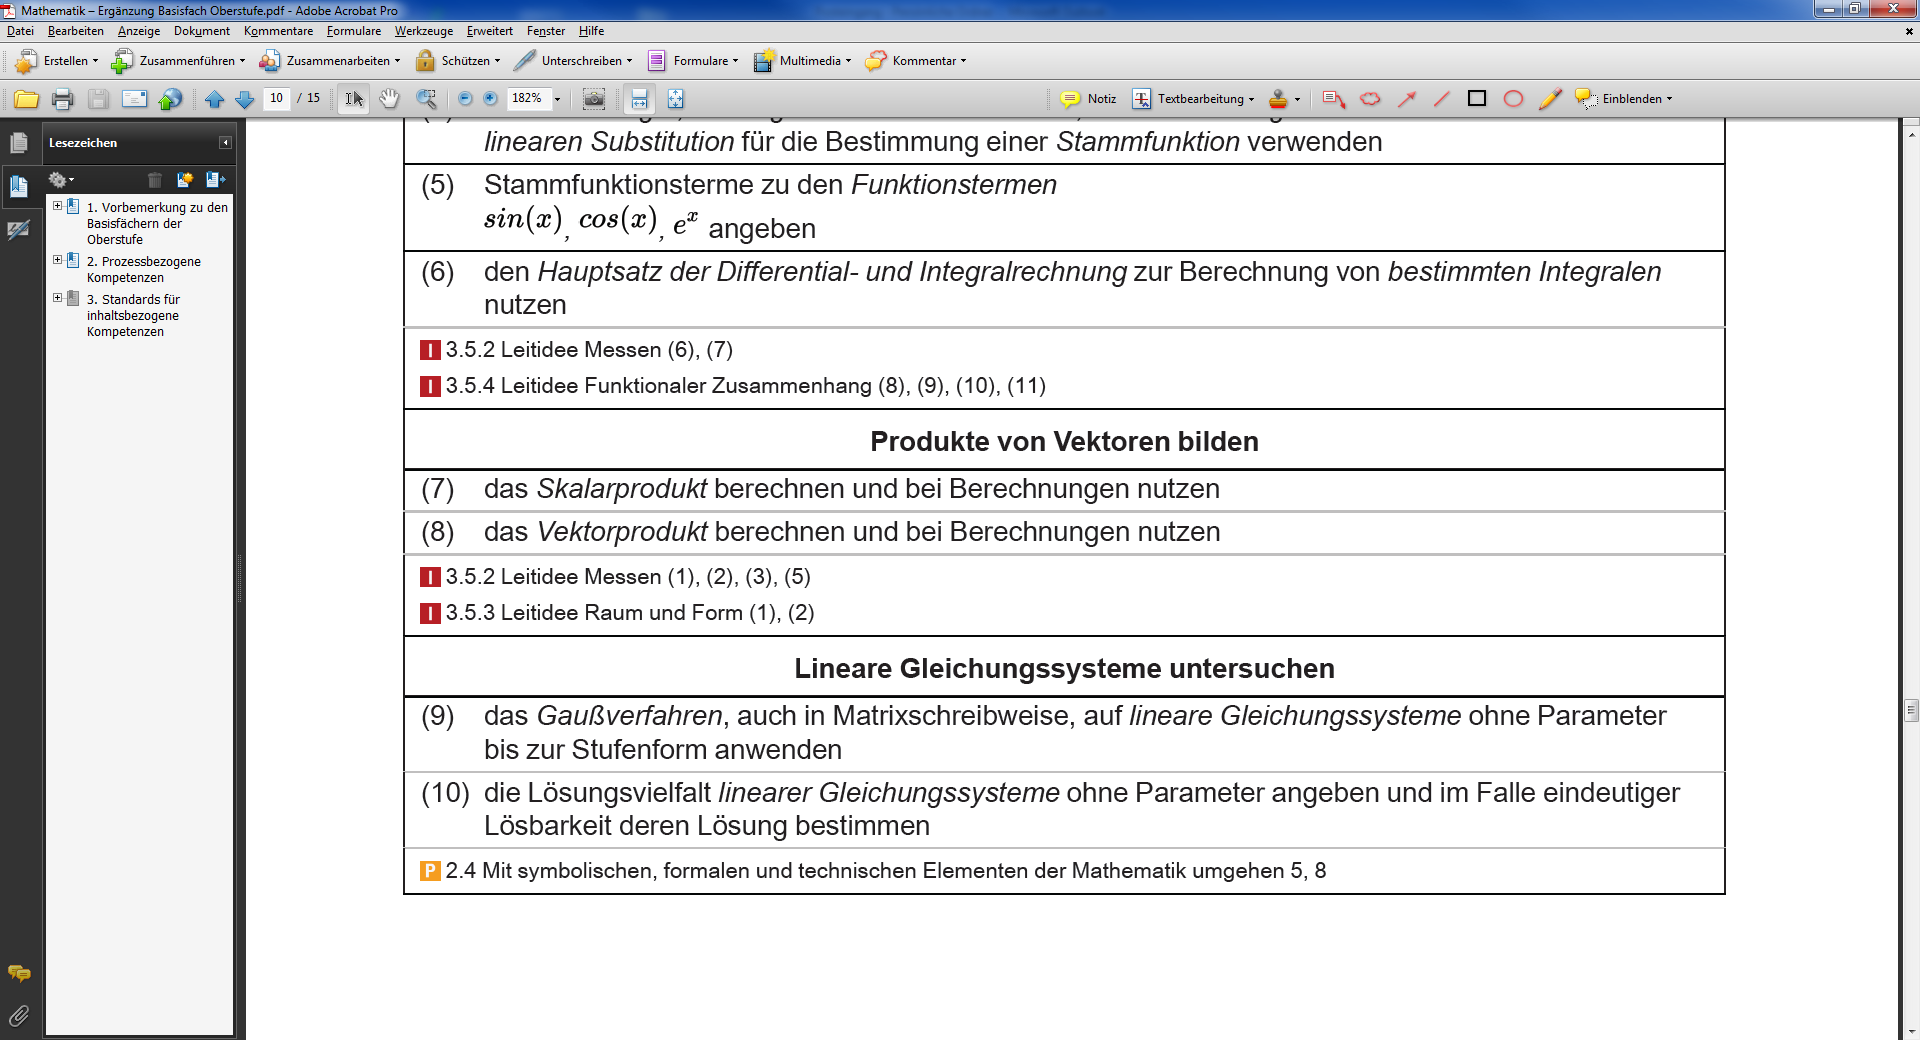 Mathematik – Ergänzung Basisfach Oberstufe.pdf - Adobe Acrobat Pro
Datei Bearbeiten Anzeige Dokument Kommentare Formulare Werkzeuge Erweitert Fenster Hilfe
Erstellen Zusammenführen Zusammenarbeiten Schützen Unterschreiben Formulare Multimedia Kommentar
10 / 15 182% Notiz Textbearbeitung Einblenden
Lesezeichen
1. Vorbemerkung zu den
Basisfächern der
Oberstufe
2. Prozessbezogene
Kompetenzen
3. Standards für
inhaltsbezogene
Kompetenzen
linearen Substitution für die Bestimmung einer Stammfunktion verwenden
(5) Stammfunktionsterme zu den Funktionstermen
sin(x), cos(x), e^x angeben
(6) den Hauptsatz der Differential- und Integralrechnung zur Berechnung von bestimmten Integralen
nutzen
I 3.5.2 Leitidee Messen (6), (7)
I 3.5.4 Leitidee Funktionaler Zusammenhang (8), (9), (10), (11)
Produkte von Vektoren bilden
(7) das Skalarprodukt berechnen und bei Berechnungen nutzen
(8) das Vektorprodukt berechnen und bei Berechnungen nutzen
I 3.5.2 Leitidee Messen (1), (2), (3), (5)
I 3.5.3 Leitidee Raum und Form (1), (2)
Lineare Gleichungssysteme untersuchen
(9) das Gaußverfahren, auch in Matrixschreibweise, auf lineare Gleichungssysteme ohne Parameter
bis zur Stufenform anwenden
(10) die Lösungsvielfalt linearer Gleichungssysteme ohne Parameter angeben und im Falle eindeutiger
Lösbarkeit deren Lösung bestimmen
P 2.4 Mit symbolischen, formalen und technischen Elementen der Mathematik umgehen 5, 8